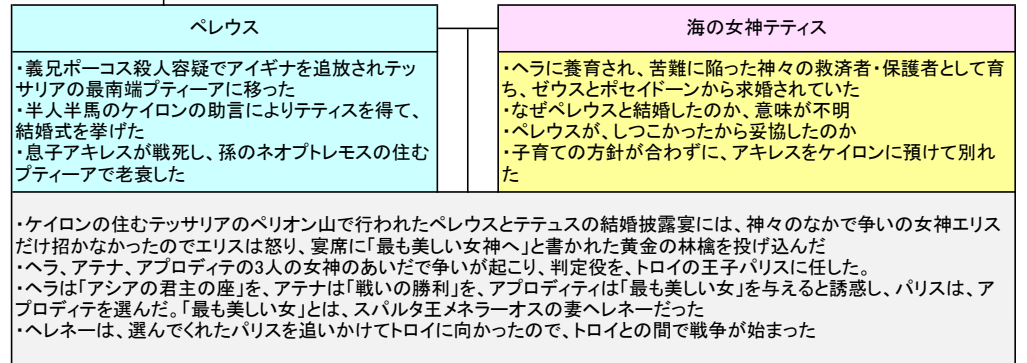 ペレウス
海の女神テティス
・義兄ポーコス殺人容疑でアイギナを追放されテッ
サリアの最南端プティーアに移った
・半人半馬のケイロンの助言によりテティスを得て、
結婚式を挙げた
・息子アキレスが戦死し、孫のネオプトレモスの住む
プティーアで老衰した
・ヘラに養育され、苦難に陥った神々の救済者・保護者として育
ち、ゼウスとポセイドーンから求婚されていた
・なぜペレウスと結婚したのか、意味が不明
・ペレウスが、しつこかったから妥協したのか
・子育ての方針が合わずに、アキレスをケイロンに預けて別れ
た
・ケイロンの住むテッサリアのペリオン山で行われたペレウスとテテュスの結婚披露宴には、神々のなかで争いの女神エリス
だけ招かなかったのでエリスは怒り、宴席に「最も美しい女神へ」と書かれた黄金の林檎を投げ込んだ
・ヘラ、アテナ、アプロディテの3人の女神のあいだで争いが起こり、判定役を、トロイの王子パリスに任した。
・ヘラは「アシアの君主の座」を、アテナは「戦いの勝利」を、アプロディティは「最も美しい女」を与えると誘惑し、パリスは、ア
プロディテを選んだ。「最も美しい女」とは、スパルタ王メネラーオスの妻ヘレネーだった
・ヘレネーは、選んでくれたパリスを追いかけてトロイに向かったので、トロイとの間で戦争が始まった